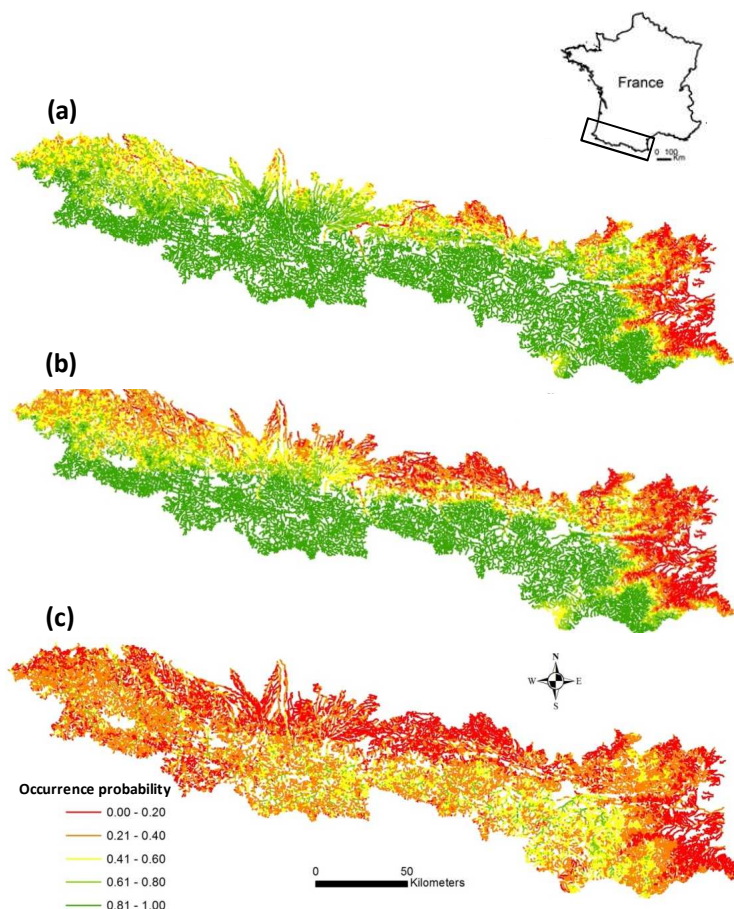 France
0 100
Km
(a)
(b)
(c)
N
W E
S
Occurrence probability
0.00 - 0.20
0.21 - 0.40
0.41 - 0.60
0.61 - 0.80
0.81 - 1.00
0 50
Kilometers